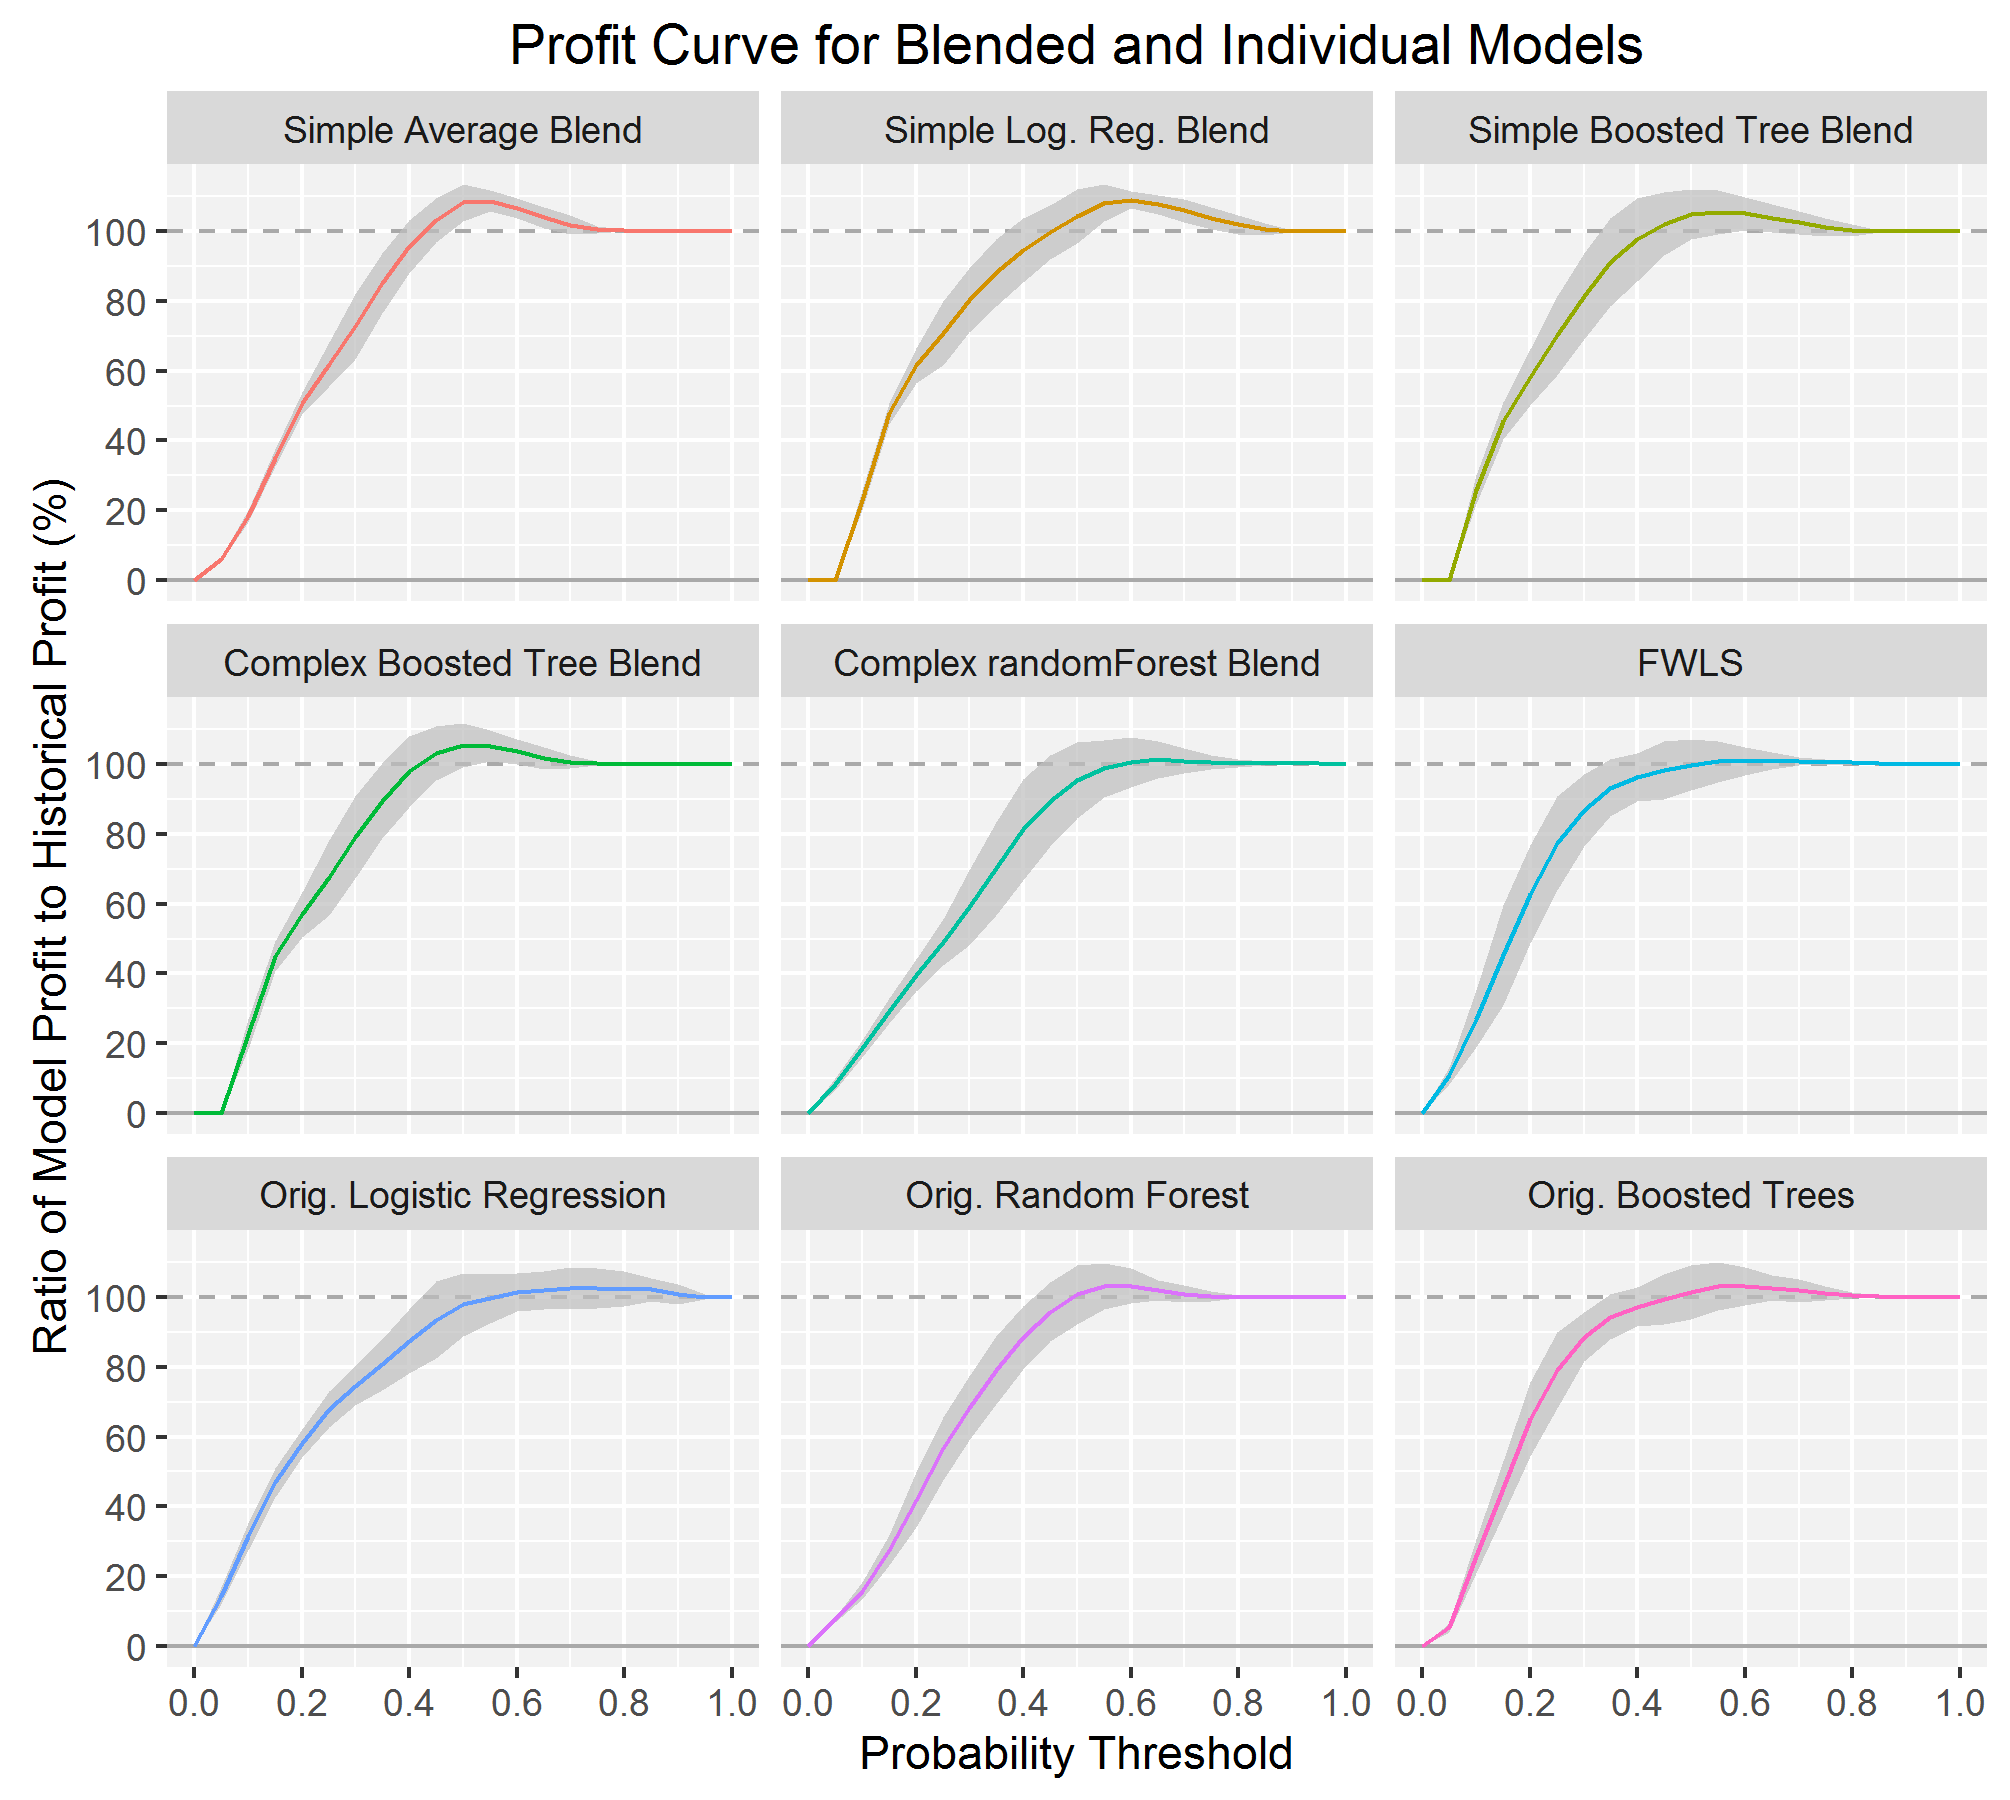 Profit Curve for Blended and Individual Models
Simple Average Blend
Simple Log. Reg. Blend
Simple Boosted Tree Blend
100
80
60
40
20
0
Complex Boosted Tree Blend
Complex randomForest Blend
FWLS
100
80
60
40
20
0
Orig. Logistic Regression
Orig. Random Forest
Orig. Boosted Trees
100
80
60
40
20
0
0.0 0.2 0.4 0.6 0.8 1.0
0.0 0.2 0.4 0.6 0.8 1.0
0.0 0.2 0.4 0.6 0.8 1.0
Probability Threshold
Ratio of Model Profit to Historical Profit (%)